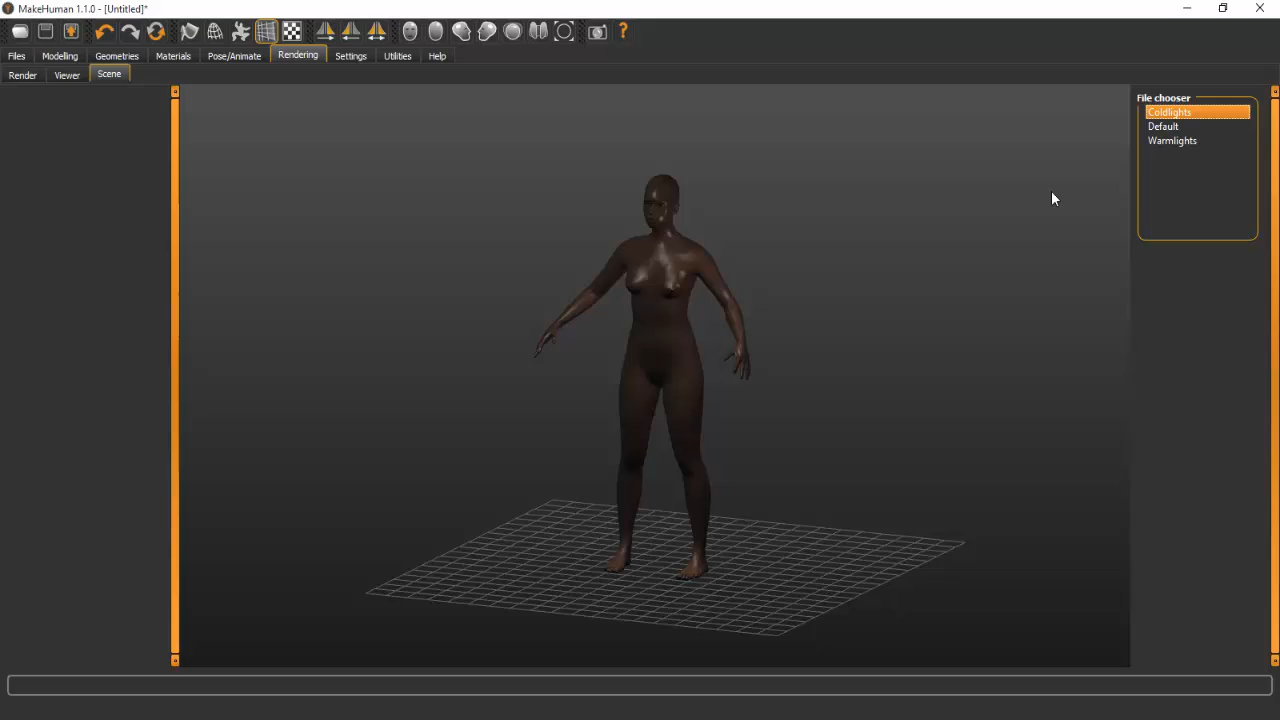 MakeHuman 1.1.0 - [Untitled]*
Files Modelling Geometries Materials Pose/Animate Rendering Settings Utilities Help
Render Viewer Scene
File chooser
Coldlights
Default
Warmlights